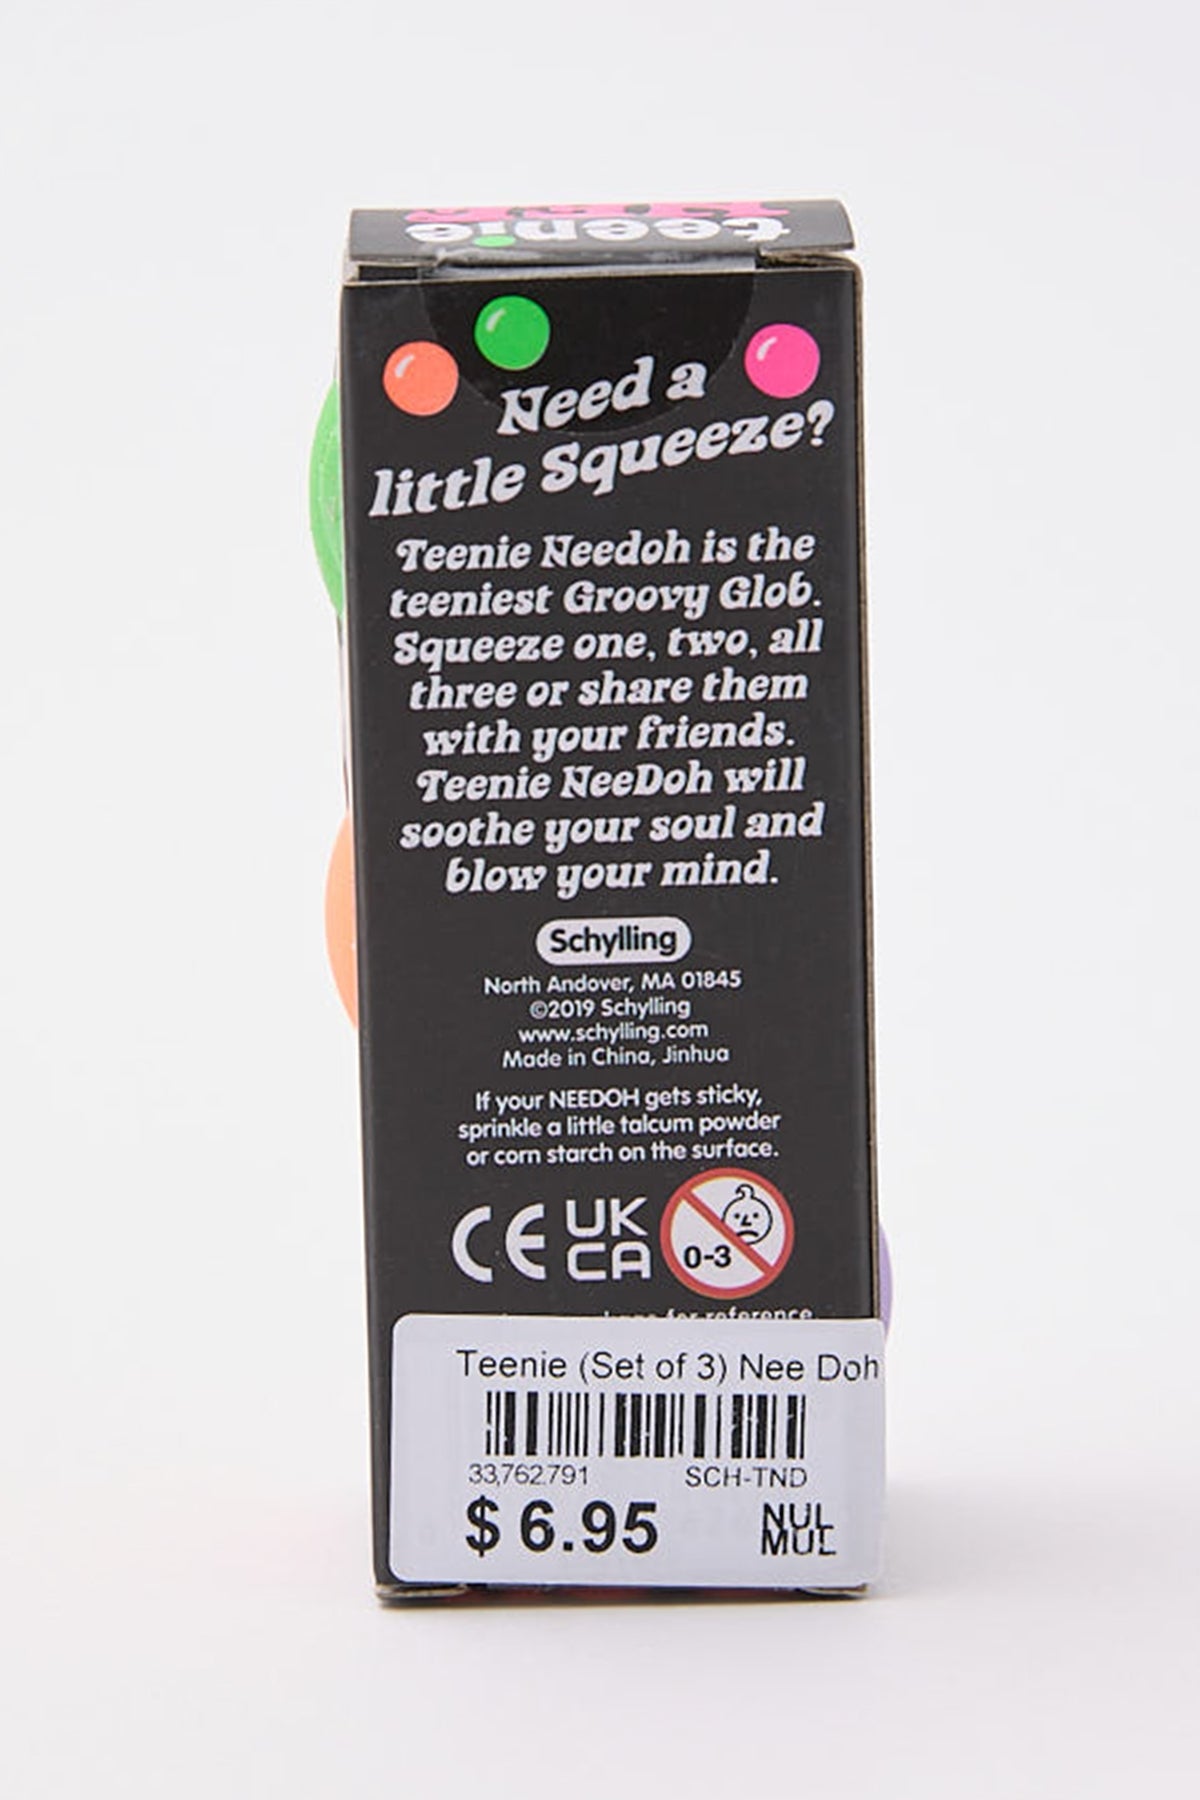 teenie
Need a
little Squeeze?
Teenie Needoh is the
teeniest Groovy Glob.
Squeeze one, two, all
three or share them
with your friends.
Teenie NeeDoh will
soothe your soul and
blow your mind.
Schylling
North Andover, MA 01845
©2019 Schylling
www.schylling.com
Made in China, Jinhua
If your NEEDOH gets sticky,
sprinkle a little talcum powder
or corn starch on the surface.
CE UK CA 0-3
for reference.
Teenie (Set of 3) Nee Doh
33,762791 SCH-TND
$ 6.95 NUL
MUL